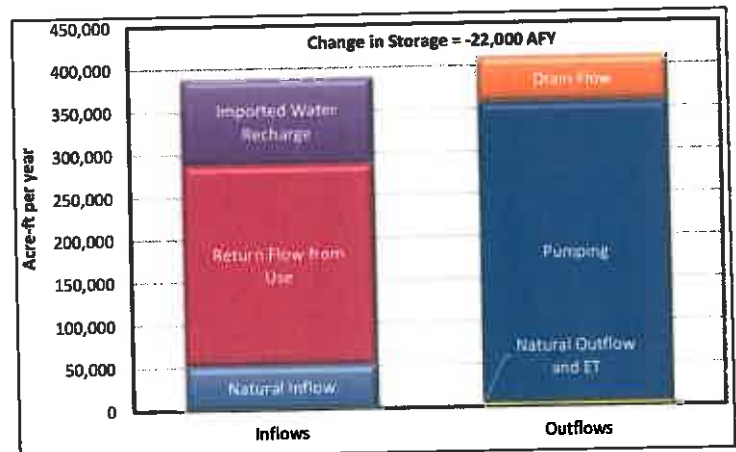 Change in Storage = -22,000 AFY
Acre-ft per year
450,000
400,000
350,000
300,000
250,000
200,000
150,000
100,000
50,000
0
Imported Water
Recharge
Return Flow from
Use
Natural Inflow
Drain Flow
Pumping
Natural Outflow
and ET
Inflows
Outflows